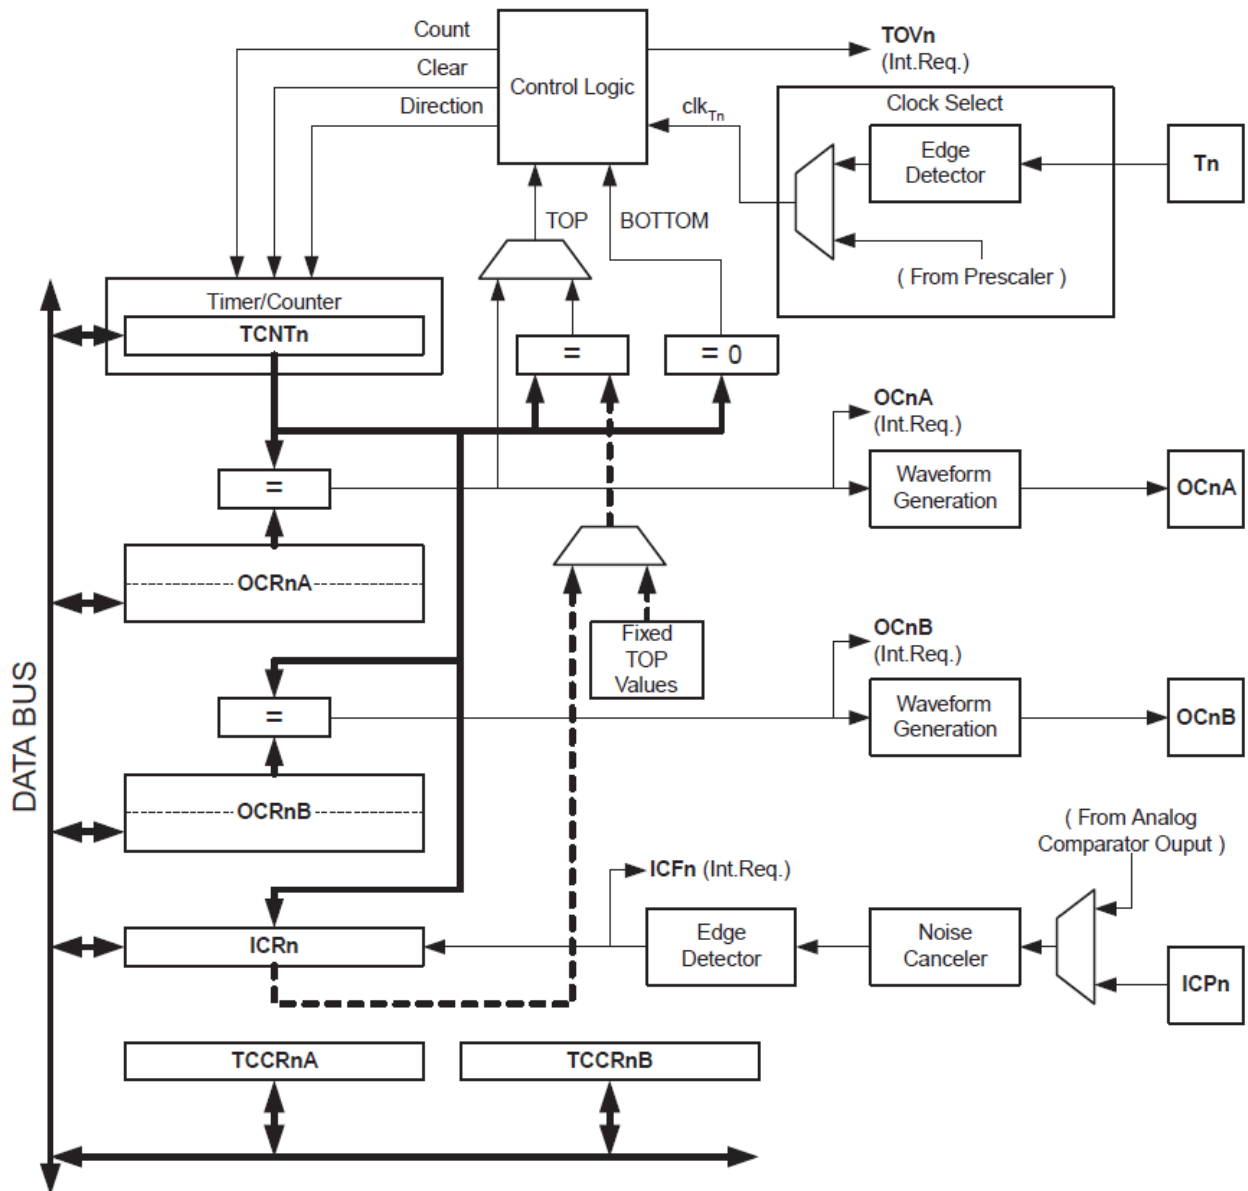 Count
Clear
Direction
Control Logic
TOVn
(Int.Req.)
clkTn
Clock Select
Edge
Detector
Tn
( From Prescaler )
TOP
BOTTOM
Timer/Counter
TCNTn
=
= 0
OCnA
(Int.Req.)
=
Waveform
Generation
OCnA
OCRnA
Fixed
TOP
Values
OCnB
(Int.Req.)
=
Waveform
Generation
OCnB
DATA BUS
OCRnB
( From Analog
Comparator Ouput )
ICFn (Int.Req.)
ICRn
Edge
Detector
Noise
Canceler
ICPn
TCCRnA
TCCRnB